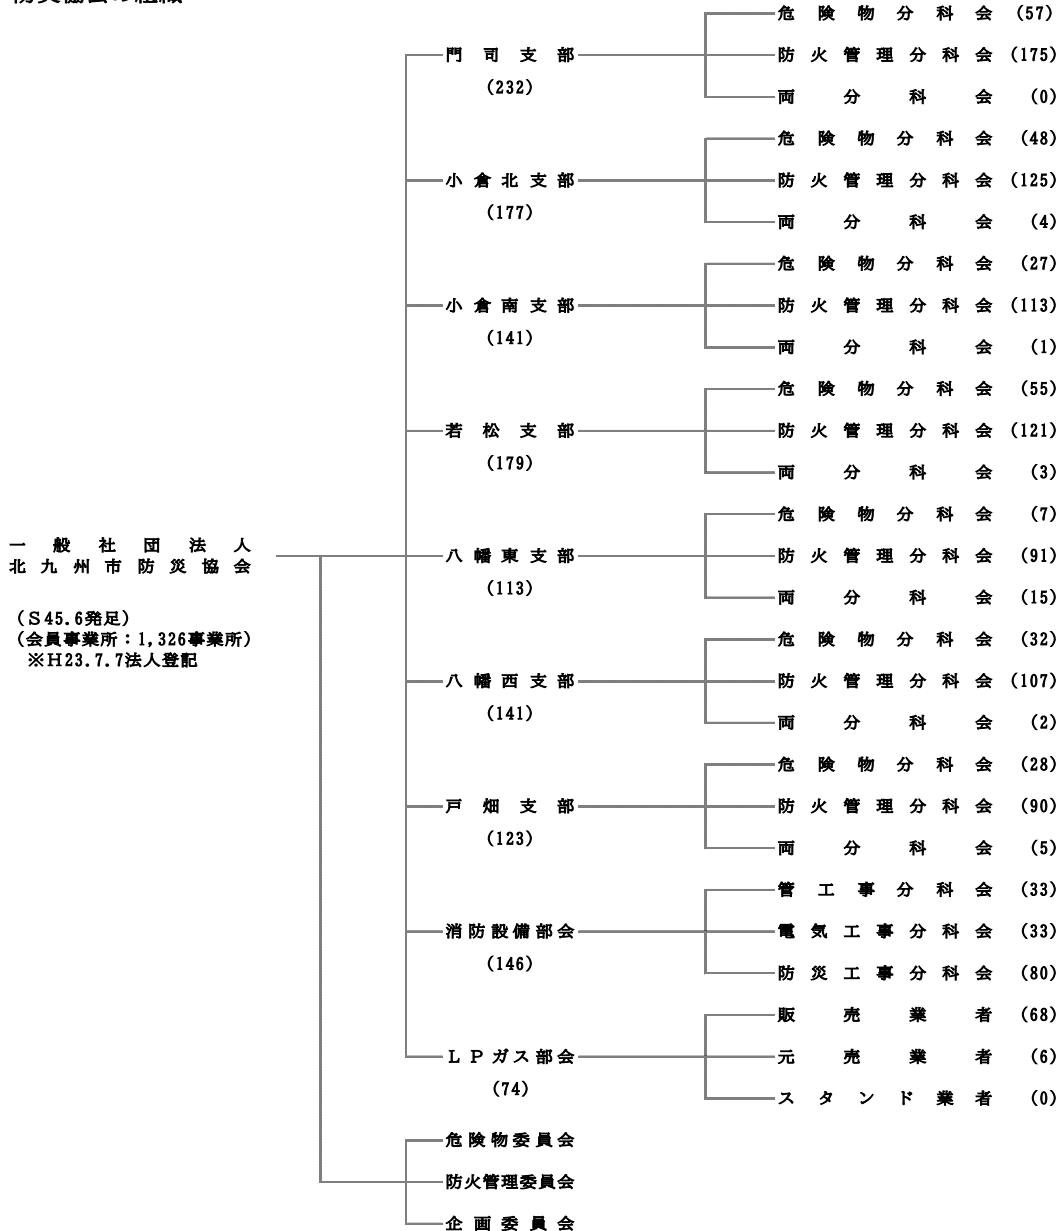 防災協会の組織
一般社団法人
北九州市防災協会
（S45.6発足）
（会員事業所：1,326事業所）
※H23.7.7法人登記
門司支部
(232)
危険物分科会 (57)
防火管理分科会 (175)
両分科会 (0)
小倉北支部
(177)
危険物分科会 (48)
防火管理分科会 (125)
両分科会 (4)
小倉南支部
(141)
危険物分科会 (27)
防火管理分科会 (113)
両分科会 (1)
若松支部
(179)
危険物分科会 (55)
防火管理分科会 (121)
両分科会 (3)
八幡東支部
(113)
危険物分科会 (7)
防火管理分科会 (91)
両分科会 (15)
八幡西支部
(141)
危険物分科会 (32)
防火管理分科会 (107)
両分科会 (2)
戸畑支部
(123)
危険物分科会 (28)
防火管理分科会 (90)
両分科会 (5)
消防設備部会
(146)
管工事分科会 (33)
電気工事分科会 (33)
防災工事分科会 (80)
ＬＰガス部会
(74)
販売業者 (68)
元売業者 (6)
スタンド業者 (0)
危険物委員会
防火管理委員会
企画委員会